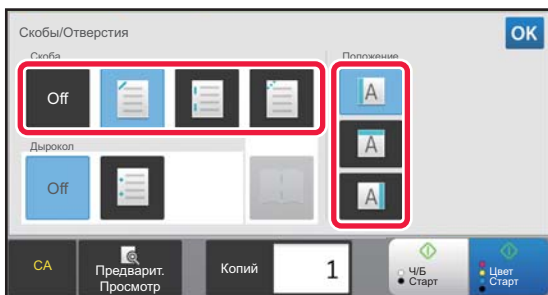 Скобы/Отверстия
OK
Скоба
Положение
Off
A
A
A
Дырокол
Off
CA
Предварит.
Просмотр
Копий
1
Ч/Б
Старт
Цвет
Старт